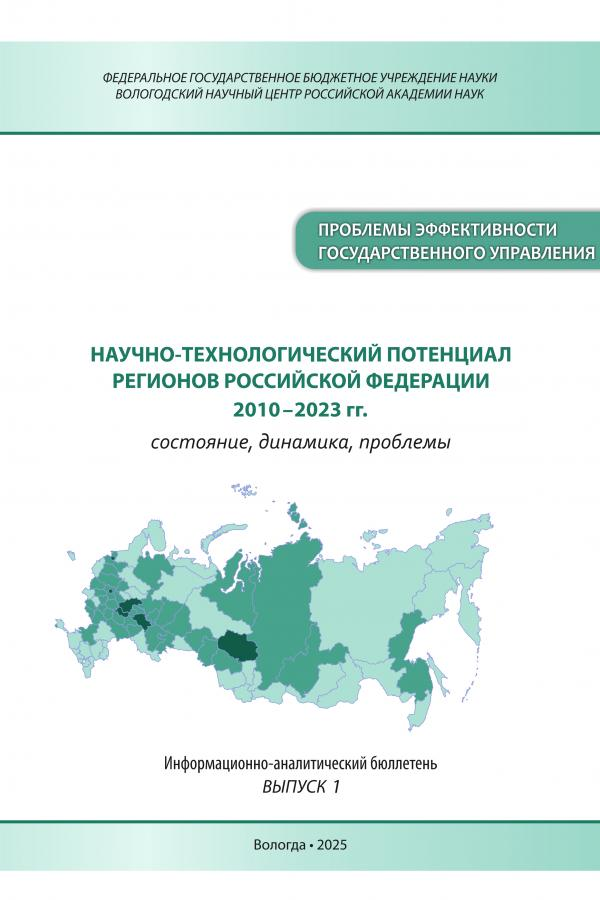 ФЕДЕРАЛЬНОЕ ГОСУДАРСТВЕННОЕ БЮДЖЕТНОЕ УЧРЕЖДЕНИЕ НАУКИ
ВОЛОГОДСКИЙ НАУЧНЫЙ ЦЕНТР РОССИЙСКОЙ АКАДЕМИИ НАУК
ПРОБЛЕМЫ ЭФФЕКТИВНОСТИ
ГОСУДАРСТВЕННОГО УПРАВЛЕНИЯ
НАУЧНО-ТЕХНОЛОГИЧЕСКИЙ ПОТЕНЦИАЛ
РЕГИОНОВ РОССИЙСКОЙ ФЕДЕРАЦИИ
2010–2023 гг.
состояние, динамика, проблемы
Информационно-аналитический бюллетень
ВЫПУСК 1
Вологда • 2025